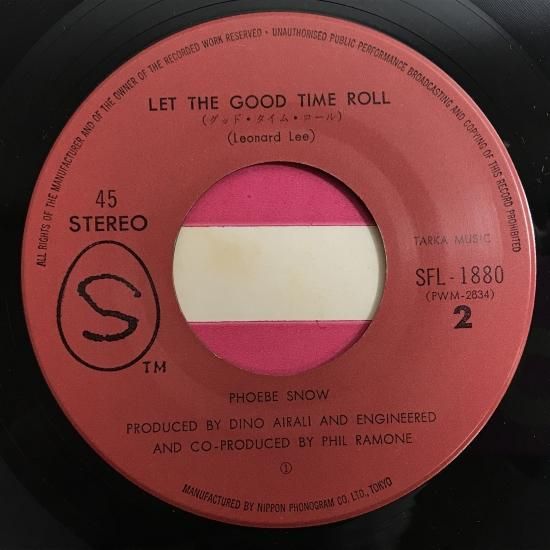 ALL RIGHTS OF THE MANUFACTURER AND OF THE OWNER OF THE RECORDED WORK RESERVED • UNAUTHORISED PUBLIC PERFORMANCE BROADCASTING AND COPYING OF THIS RECORD PROHIBITED
LET THE GOOD TIME ROLL
(グッド・タイム・ロール)
(Leonard Lee)
45
STEREO
S
TM
TARKA MUSIC
SFL-1880
(PWM-2834)
2
PHOEBE SNOW
PRODUCED BY DINO AIRALI AND ENGINEERED
AND CO-PRODUCED BY PHIL RAMONE
①
MANUFACTURED BY NIPPON PHONOGRAM CO. LTD., TOKYO